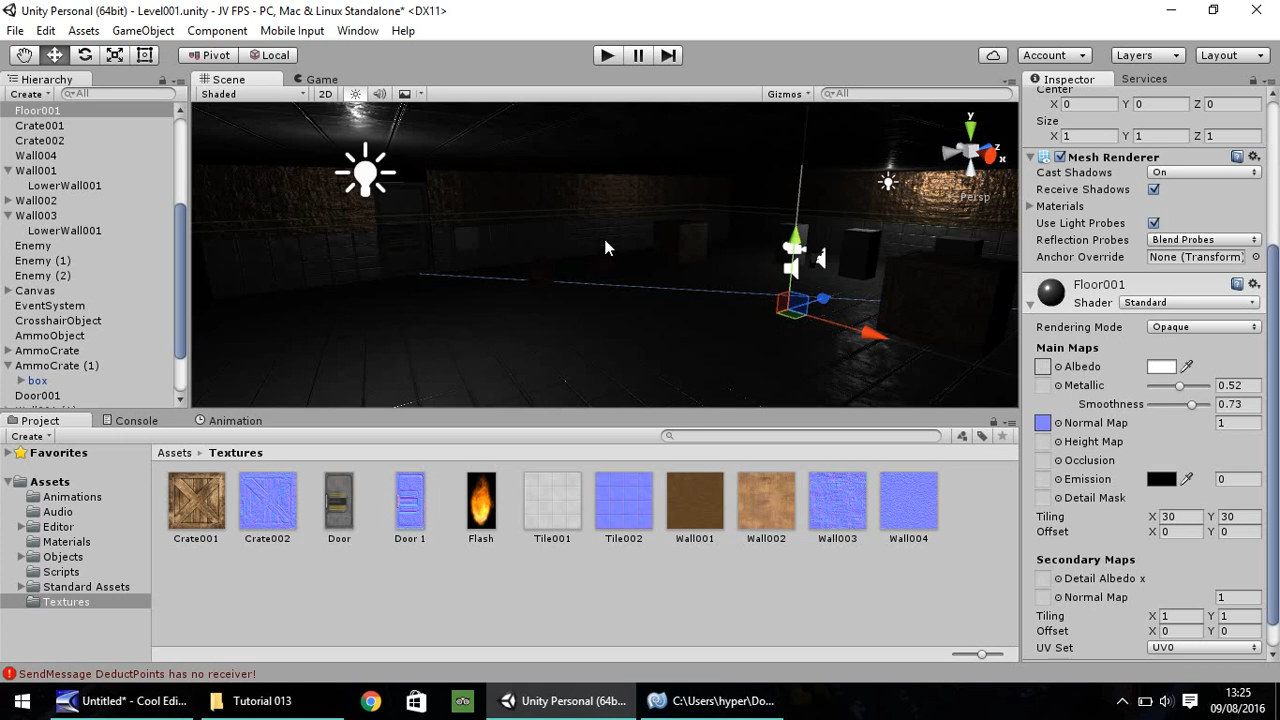 Unity Personal (64bit) - Level001.unity - JV FPS - PC, Mac & Linux Standalone* <DX11>
File Edit Assets GameObject Component Mobile Input Window Help
Pivot Local Account Layers Layout
Hierarchy Scene Game Inspector Services
Create All Shaded 2D Gizmos All
Center
X 0 Y 0 Z 0
Size
X 1 Y 1 Z 1
Mesh Renderer
Cast Shadows On
Receive Shadows
Materials
Use Light Probes
Reflection Probes Blend Probes
Anchor Override None (Transform)
Floor001
Shader Standard
Rendering Mode Opaque
Main Maps
Albedo
Metallic 0.52
Smoothness 0.73
Normal Map 1
Height Map
Occlusion
Emission 0
Detail Mask
Tiling X 30 Y 30
Offset X 0 Y 0
Secondary Maps
Detail Albedo x
Normal Map 1
Tiling X 1 Y 1
Offset X 0 Y 0
UV Set UV0
Floor001
Crate001
Crate002
Wall004
Wall001
LowerWall001
Wall002
Wall003
LowerWall001
Enemy
Enemy (1)
Enemy (2)
Canvas
EventSystem
CrosshairObject
AmmoObject
AmmoCrate
AmmoCrate (1)
box
Door001
y
z
x
Persp
Project Console Animation
Create
Favorites
Assets
Animations
Audio
Editor
Materials
Objects
Scripts
Standard Assets
Textures
Assets Textures
Crate001 Crate002 Door Door 1 Flash Tile001 Tile002 Wall001 Wall002 Wall003 Wall004
SendMessage DeductPoints has no receiver!
Untitled* - Cool Edi... Tutorial 013 Unity Personal (64b... C:\Users\hyper\Do...
13:25
09/08/2016